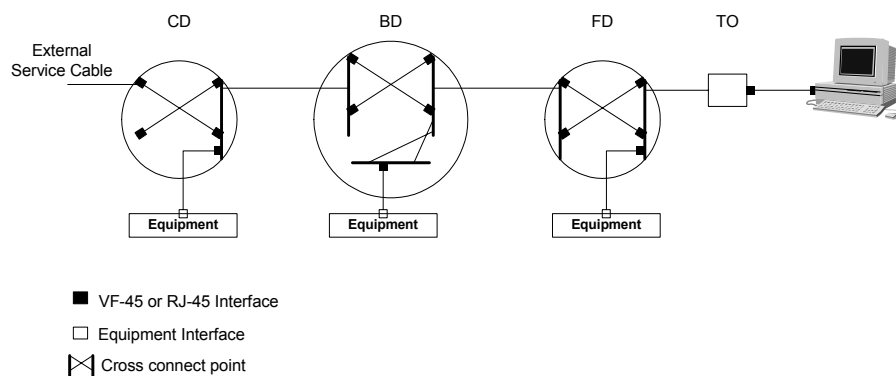 CD
BD
FD
TO
External
Service Cable
Equipment
Equipment
Equipment
VF-45 or RJ-45 Interface
Equipment Interface
Cross connect point